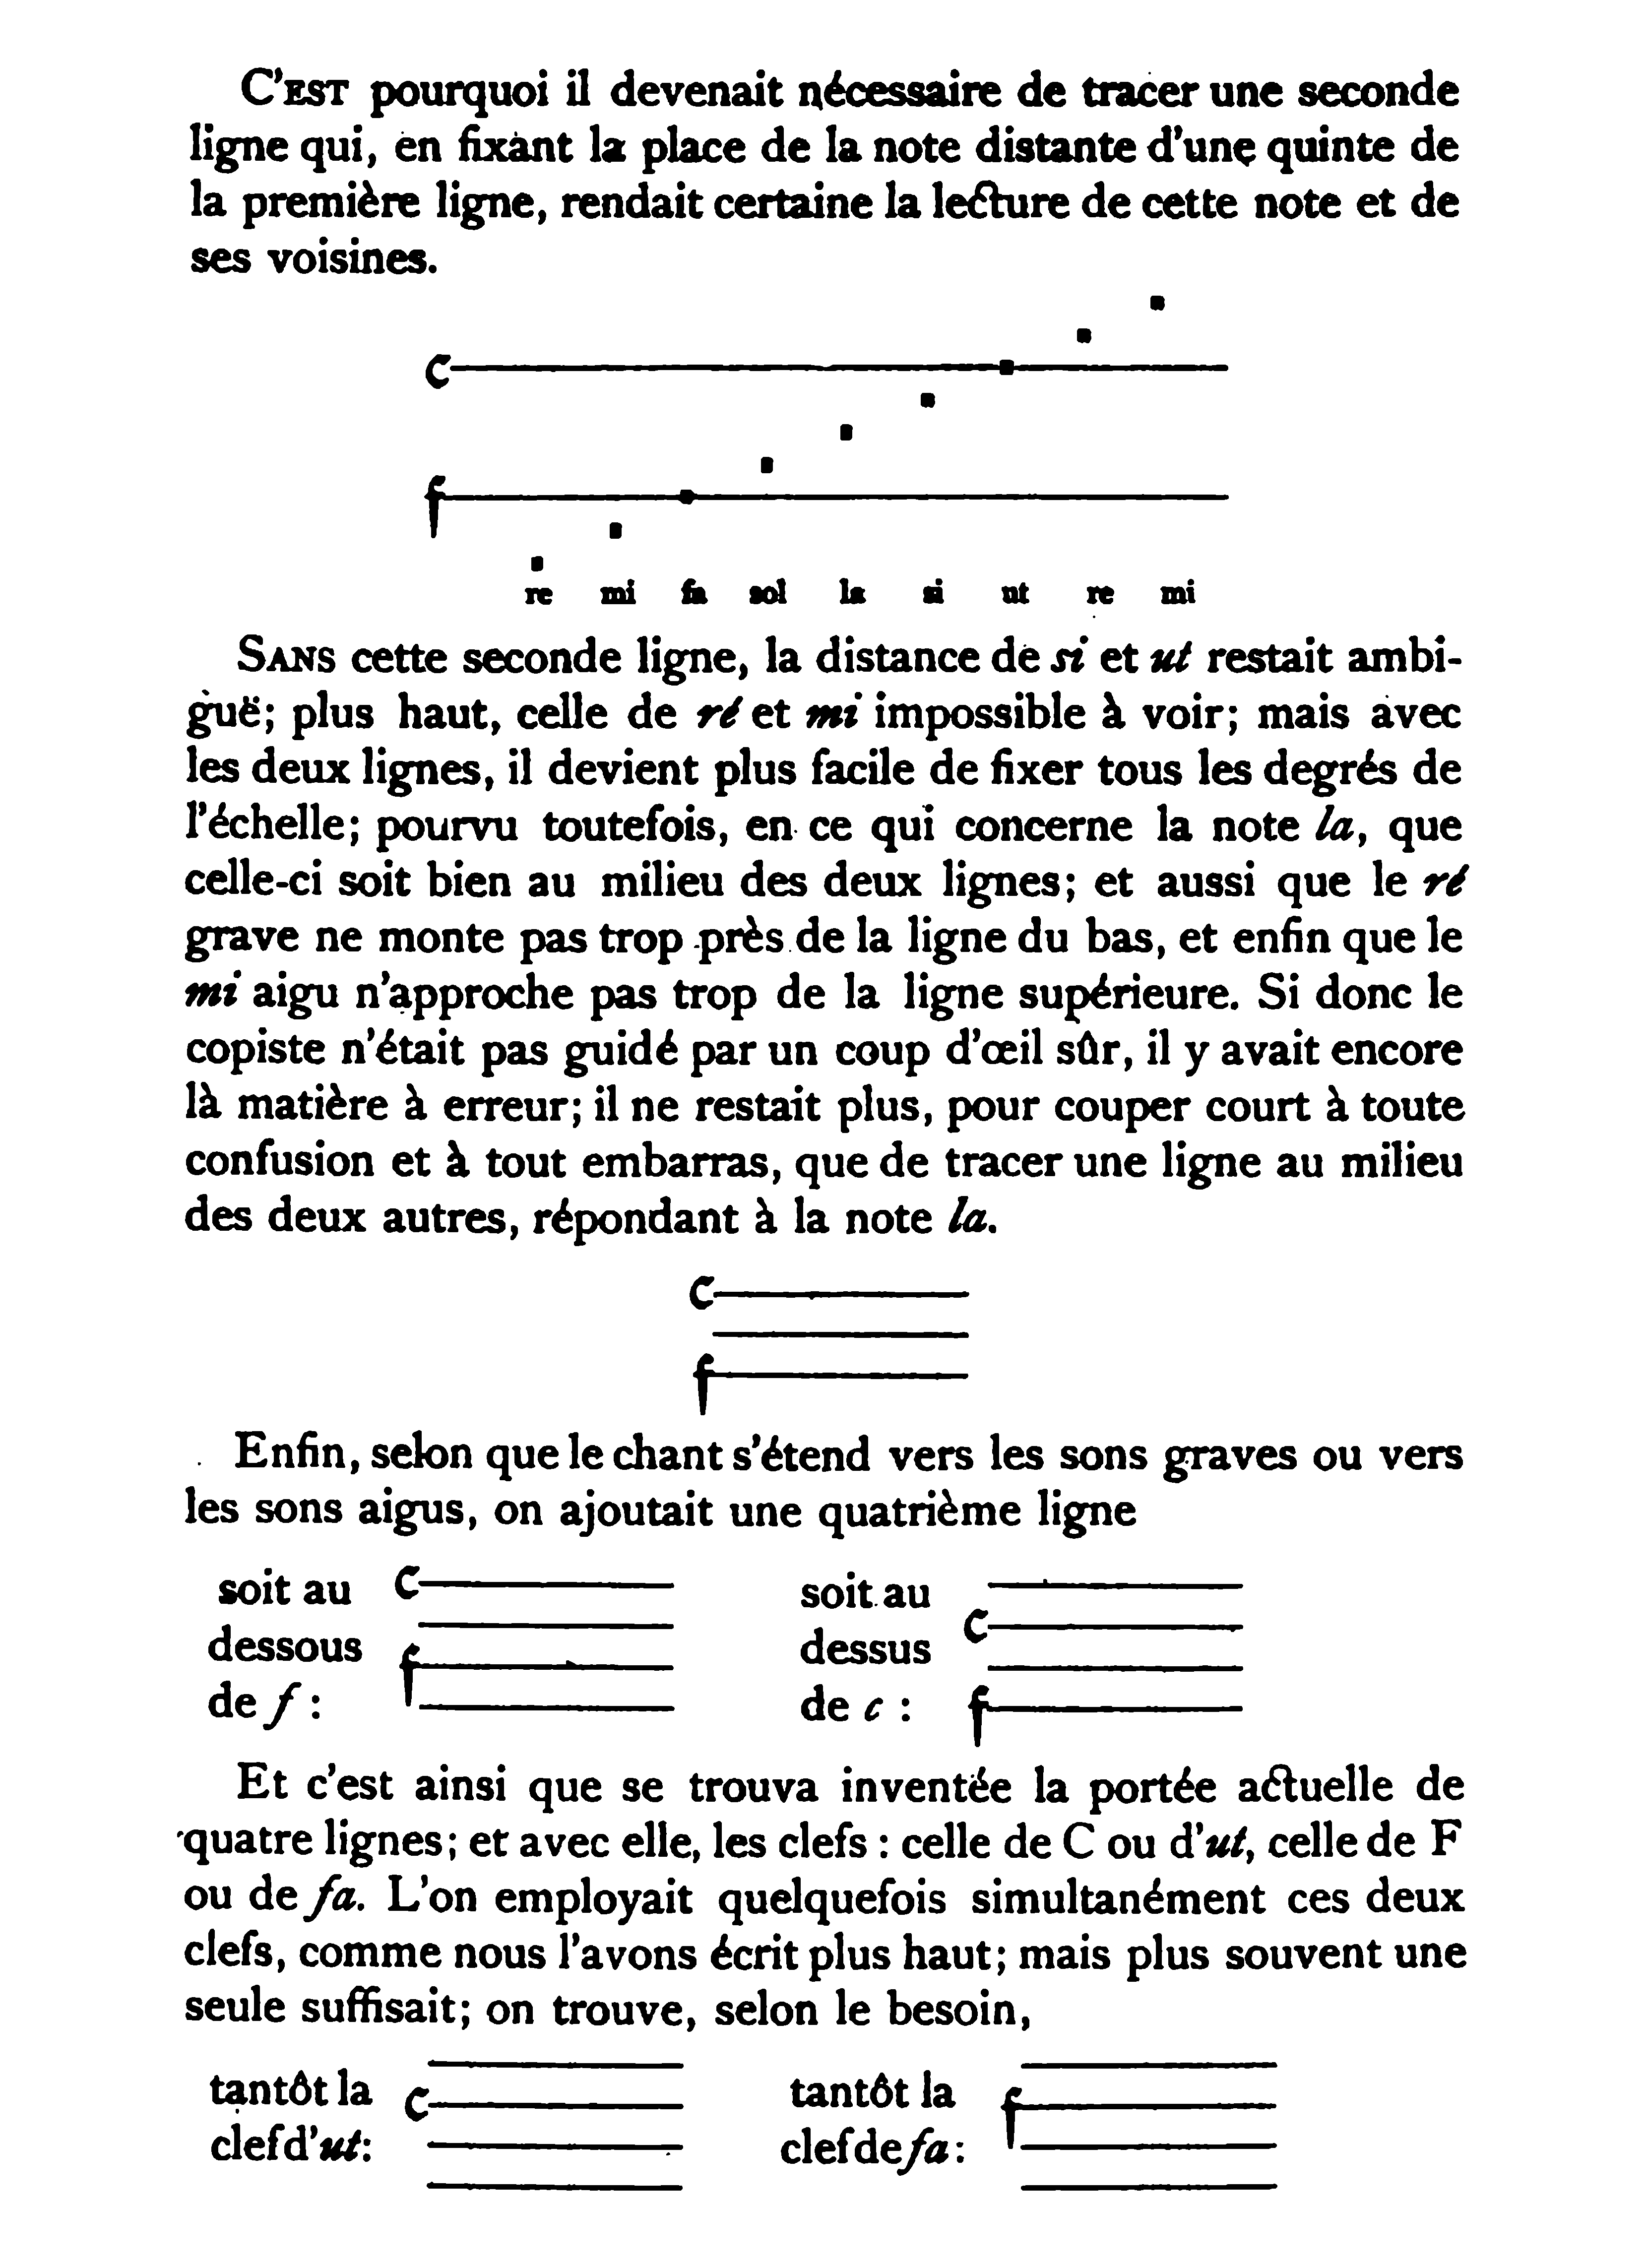 C'EST pourquoi il devenait nécessaire de tracer une seconde
ligne qui, en fixant la place de la note distante d'une quinte de
la première ligne, rendait certaine la lecture de cette note et de
ses voisines.
C
f
re mi fa sol la si ut re mi
SANS cette seconde ligne, la distance de si et ut restait ambi-
guë; plus haut, celle de ré et mi impossible à voir; mais avec
les deux lignes, il devient plus facile de fixer tous les degrés de
l'échelle; pourvu toutefois, en ce qui concerne la note la, que
celle-ci soit bien au milieu des deux lignes; et aussi que le ré
grave ne monte pas trop près de la ligne du bas, et enfin que le
mi aigu n'approche pas trop de la ligne supérieure. Si donc le
copiste n'était pas guidé par un coup d'œil sûr, il y avait encore
là matière à erreur; il ne restait plus, pour couper court à toute
confusion et à tout embarras, que de tracer une ligne au milieu
des deux autres, répondant à la note la.
C
f
Enfin, selon que le chant s'étend vers les sons graves ou vers
les sons aigus, on ajoutait une quatrième ligne
soit au
dessous
de f :
C
f
soit au
dessus
de c :
C
f
Et c'est ainsi que se trouva inventée la portée actuelle de
quatre lignes; et avec elle, les clefs : celle de C ou d'ut, celle de F
ou de fa. L'on employait quelquefois simultanément ces deux
clefs, comme nous l'avons écrit plus haut; mais plus souvent une
seule suffisait; on trouve, selon le besoin,
tantôt la
clef d'ut:
C
tantôt la
clef de fa:
f